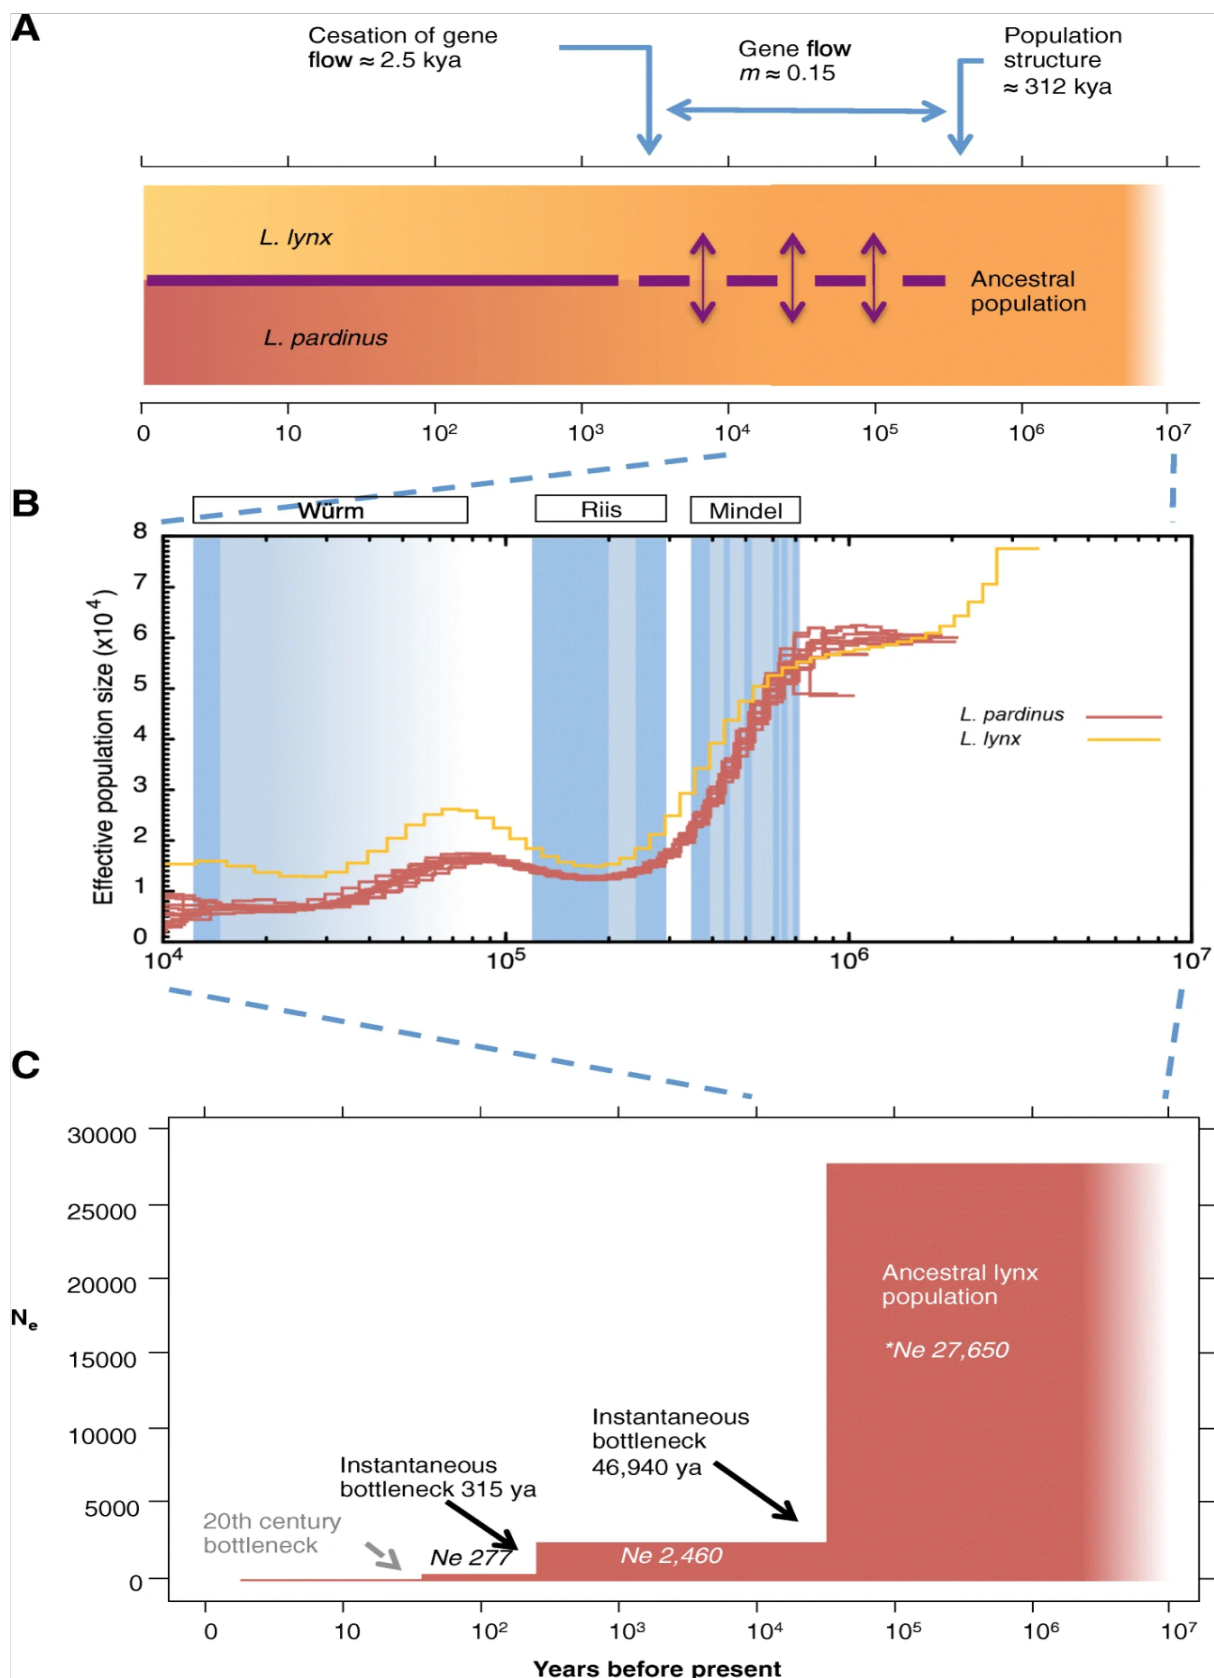 A
Cesation of gene
flow ≈ 2.5 kya
Gene flow
m ≈ 0.15
Population
structure
≈ 312 kya
L. lynx
L. pardinus
Ancestral
population
0 10 10² 10³ 10⁴ 10⁵ 10⁶ 10⁷
B
Würm Riis Mindel
Effective population size (x10⁴)
8
7
6
5
4
3
2
1
0
L. pardinus
L. lynx
10⁴ 10⁵ 10⁶ 10⁷
C
Nₑ
30000
25000
20000
15000
10000
5000
0
Ancestral lynx
population
*Ne 27,650
Instantaneous
bottleneck
46,940 ya
Instantaneous
bottleneck 315 ya
20th century
bottleneck
Ne 277
Ne 2,460
0 10 10² 10³ 10⁴ 10⁵ 10⁶ 10⁷
Years before present